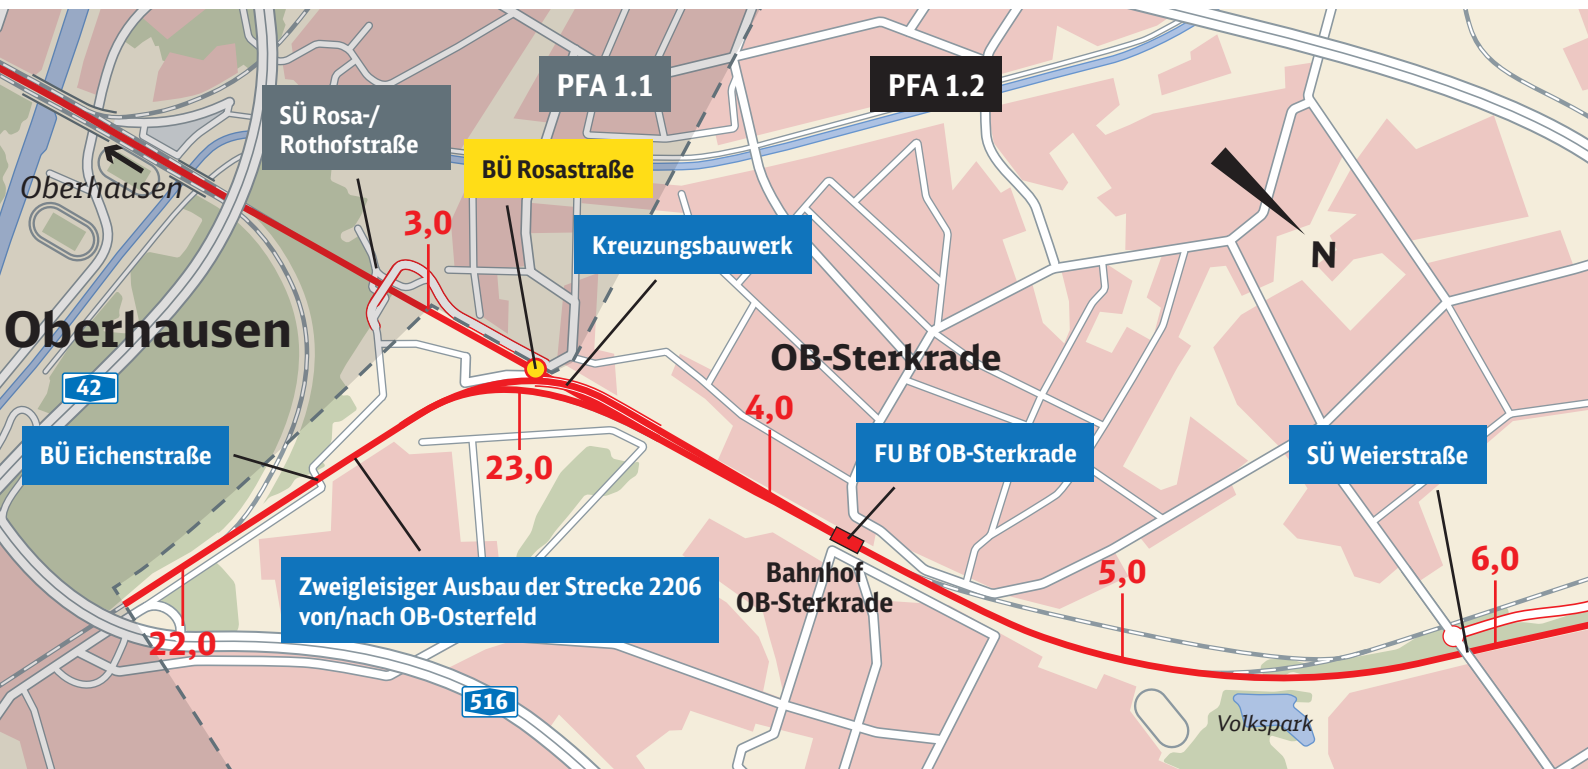 PFA 1.1
PFA 1.2
SÜ Rosa-/
Rothofstraße
BÜ Rosastraße
Oberhausen
3,0
Kreuzungsbauwerk
N
Oberhausen
OB-Sterkrade
42
4,0
BÜ Eichenstraße
23,0
FU Bf OB-Sterkrade
SÜ Weierstraße
Zweigleisiger Ausbau der Strecke 2206
von/nach OB-Osterfeld
Bahnhof
OB-Sterkrade
5,0
6,0
22,0
516
Volkspark